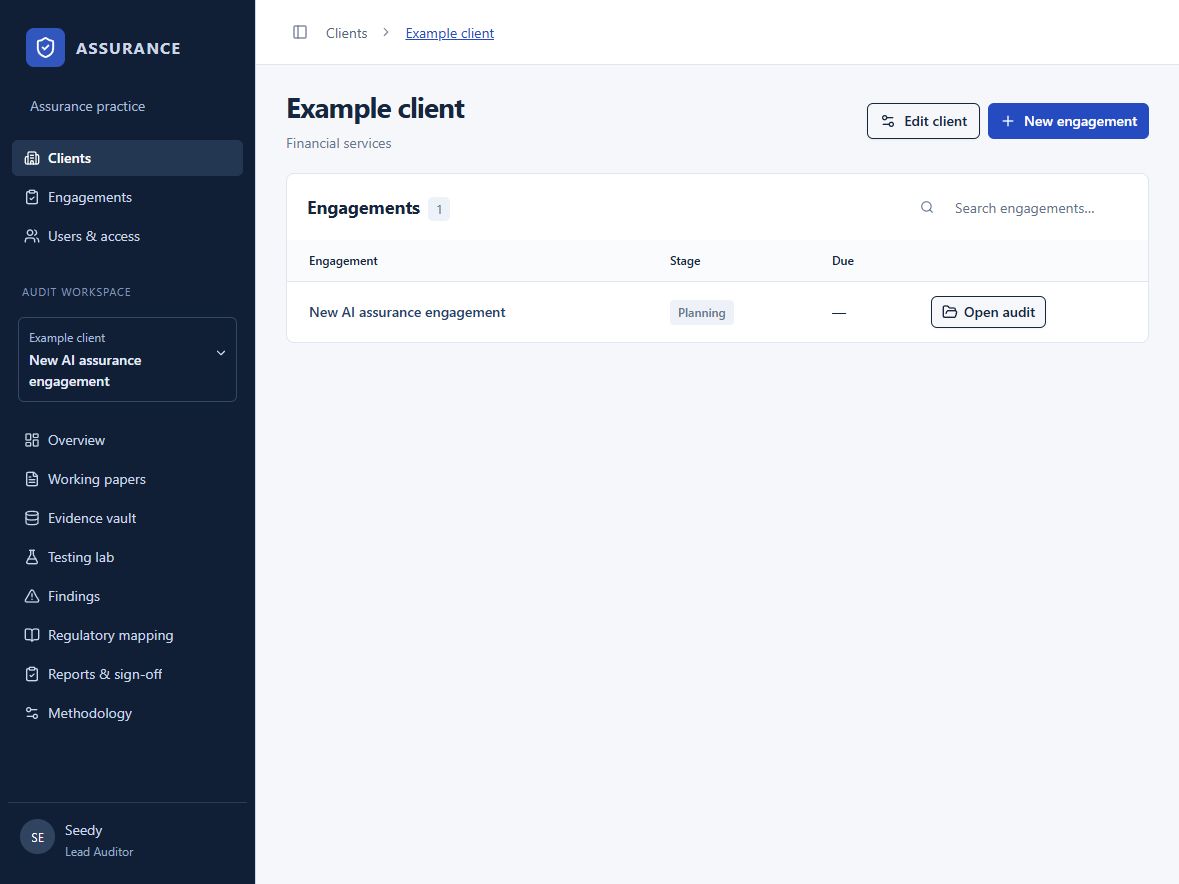 ASSURANCE
Assurance practice
Clients
Engagements
Users & access
AUDIT WORKSPACE
Example client
New AI assurance
engagement
Overview
Working papers
Evidence vault
Testing lab
Findings
Regulatory mapping
Reports & sign-off
Methodology
SE
Seedy
Lead Auditor
Clients > Example client
Example client
Financial services
Edit client
+ New engagement
Engagements 1
Search engagements...
Engagement Stage Due
New AI assurance engagement Planning — Open audit